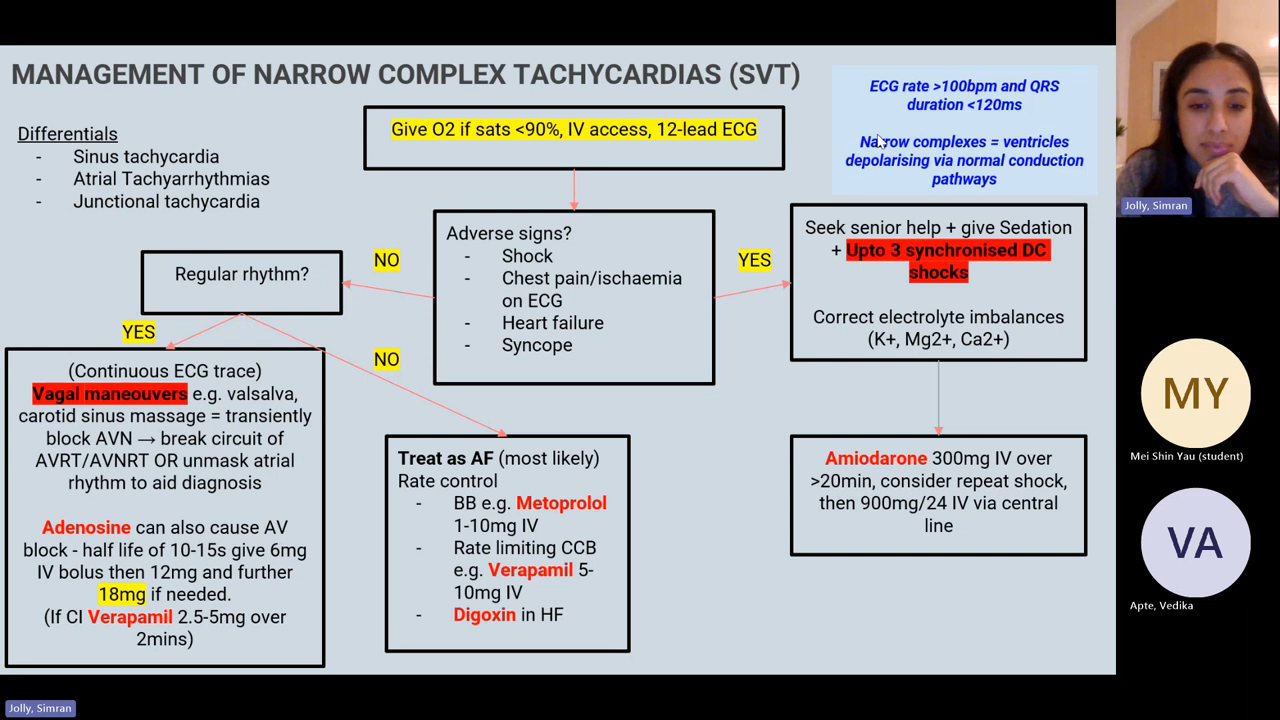 MANAGEMENT OF NARROW COMPLEX TACHYCARDIAS (SVT)
ECG rate >100bpm and QRS
duration <120ms
Narrow complexes = ventricles
depolarising via normal conduction
pathways
Differentials
- Sinus tachycardia
- Atrial Tachyarrhythmias
- Junctional tachycardia
Give O2 if sats <90%, IV access, 12-lead ECG
Adverse signs?
- Shock
- Chest pain/ischaemia
on ECG
- Heart failure
- Syncope
NO
YES
Regular rhythm?
YES
NO
Seek senior help + give Sedation
+ Upto 3 synchronised DC
shocks
Correct electrolyte imbalances
(K+, Mg2+, Ca2+)
(Continuous ECG trace)
Vagal maneouvers e.g. valsalva,
carotid sinus massage = transiently
block AVN → break circuit of
AVRT/AVNRT OR unmask atrial
rhythm to aid diagnosis
Adenosine can also cause AV
block - half life of 10-15s give 6mg
IV bolus then 12mg and further
18mg if needed.
(If CI Verapamil 2.5-5mg over
2mins)
Treat as AF (most likely)
Rate control
- BB e.g. Metoprolol
1-10mg IV
- Rate limiting CCB
e.g. Verapamil 5-
10mg IV
- Digoxin in HF
Amiodarone 300mg IV over
>20min, consider repeat shock,
then 900mg/24 IV via central
line
Jolly, Simran
MY
Mei Shin Yau (student)
VA
Apte, Vedika
Jolly, Simran